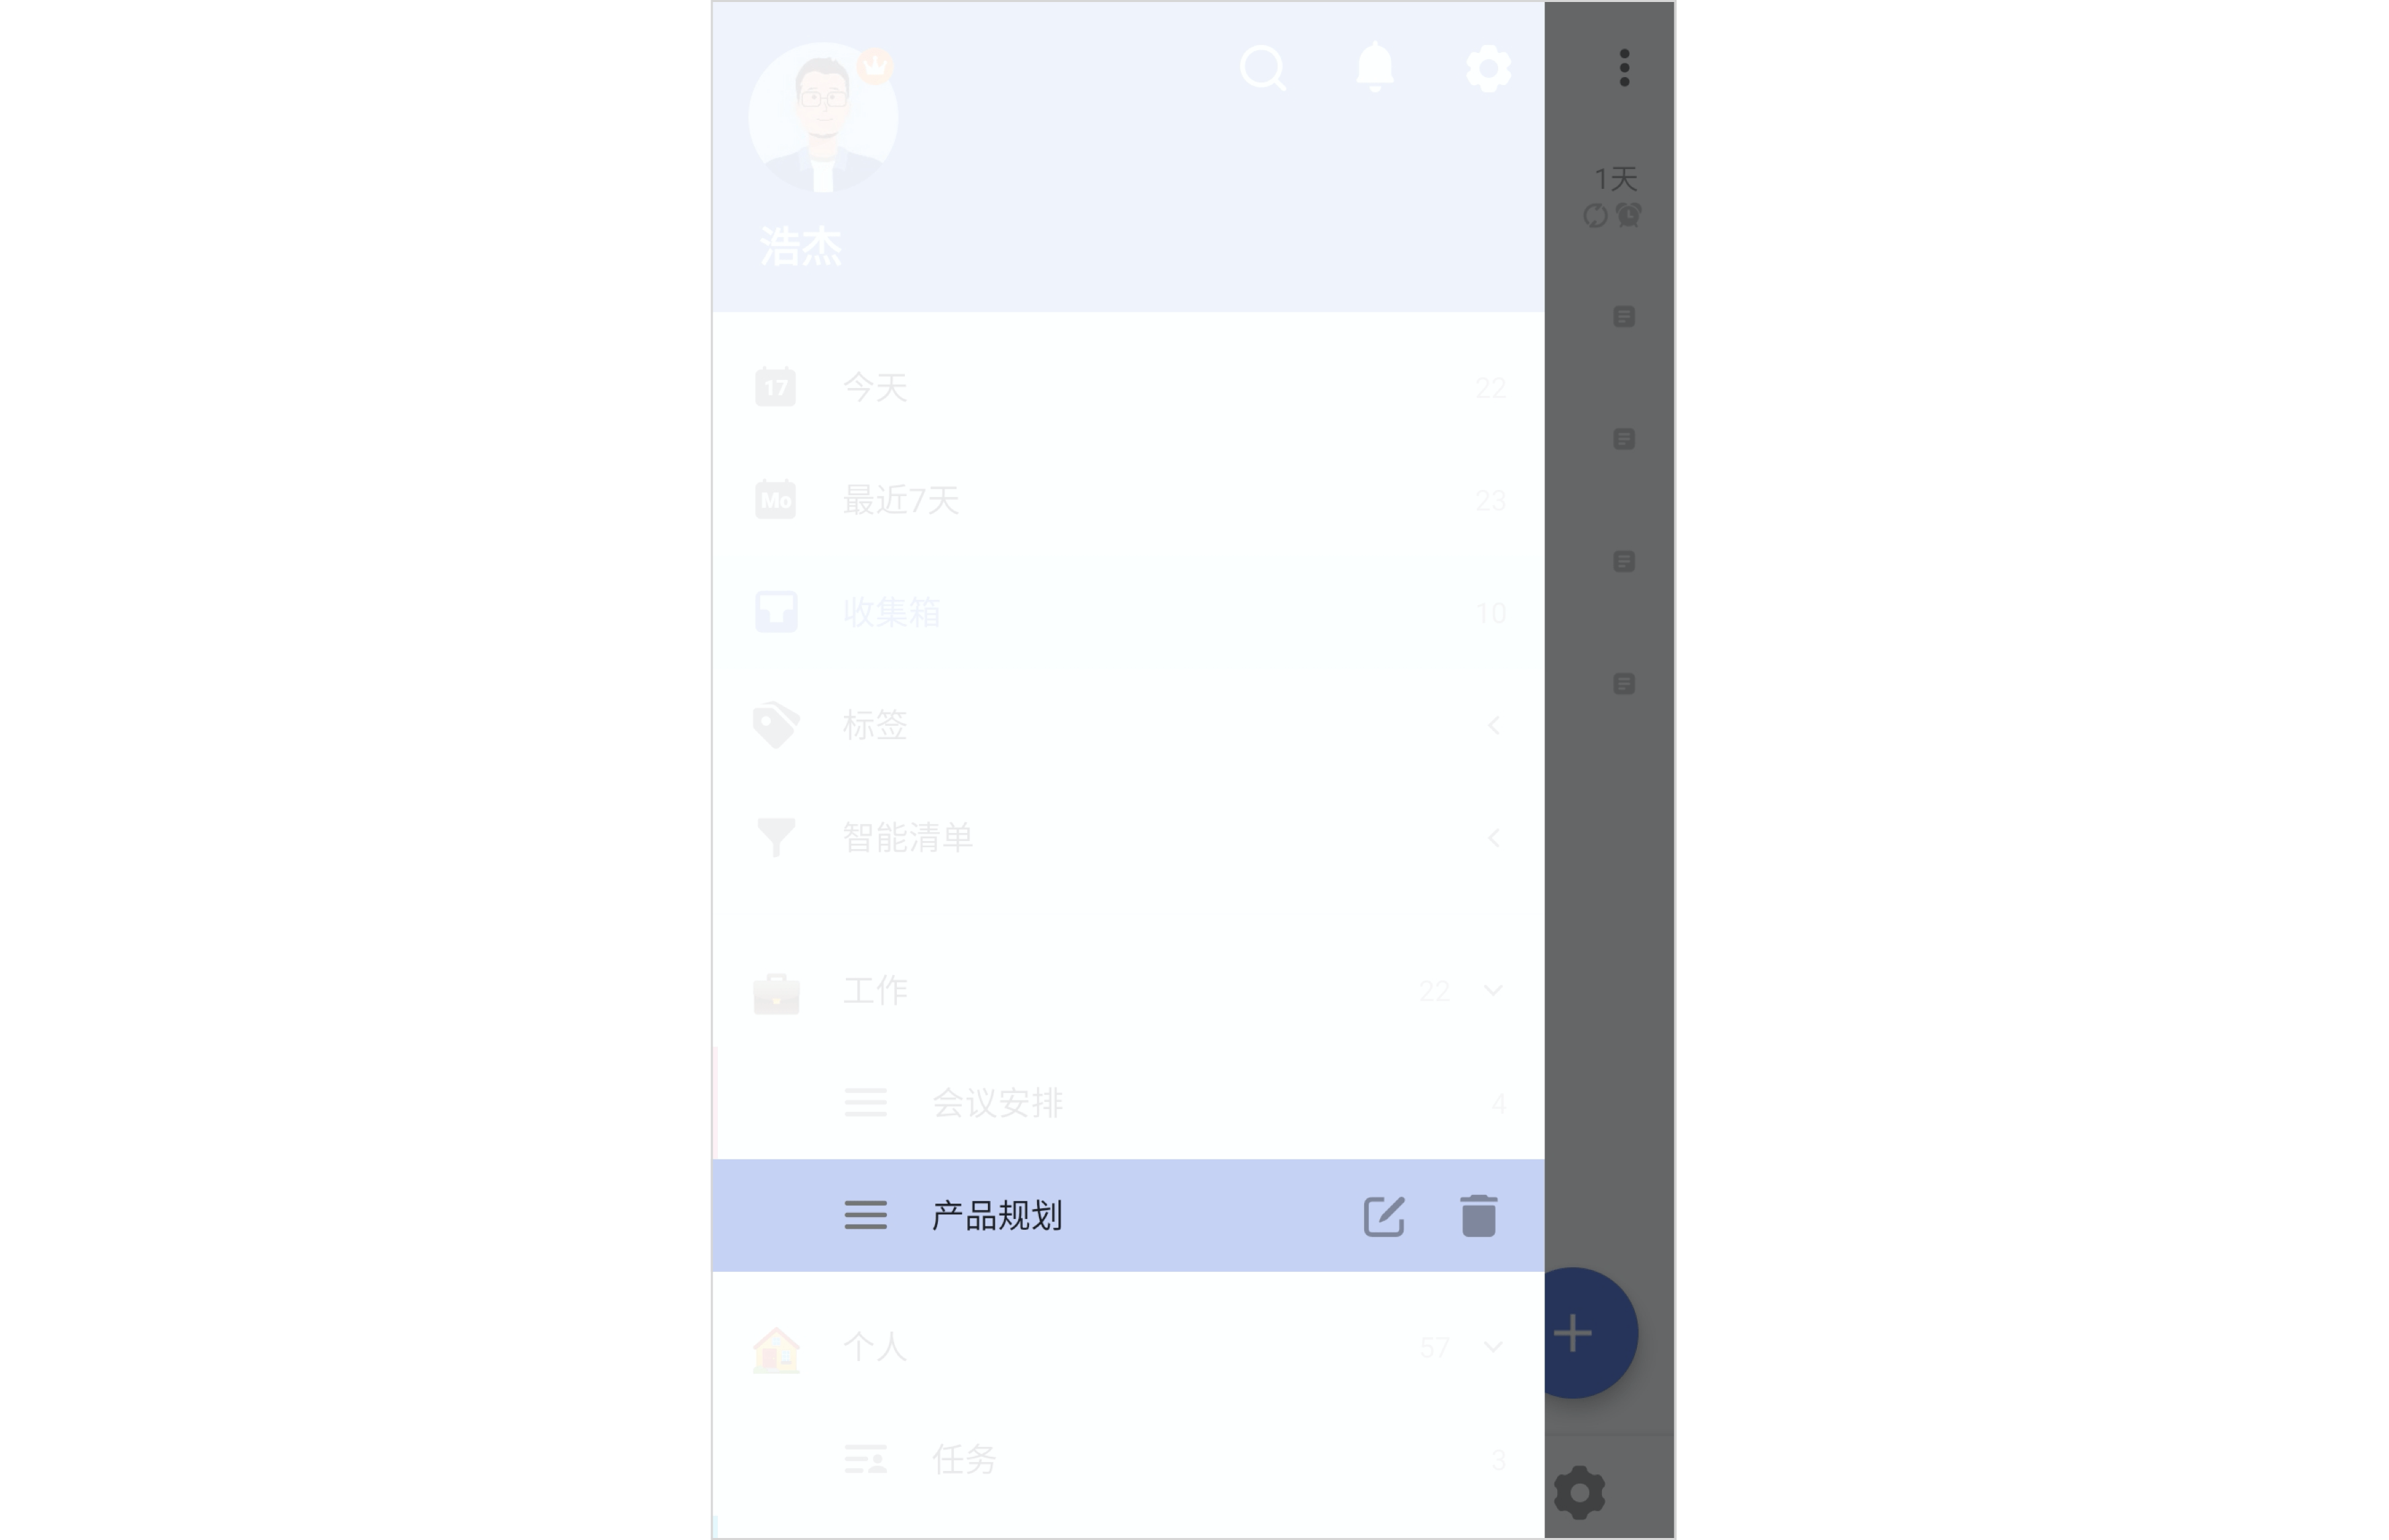 1天
浩杰
17 今天 22
Mo 最近7天 23
收集箱 10
标签
智能清单
工作 22
会议安排 4
产品规划
个人 57
任务 3